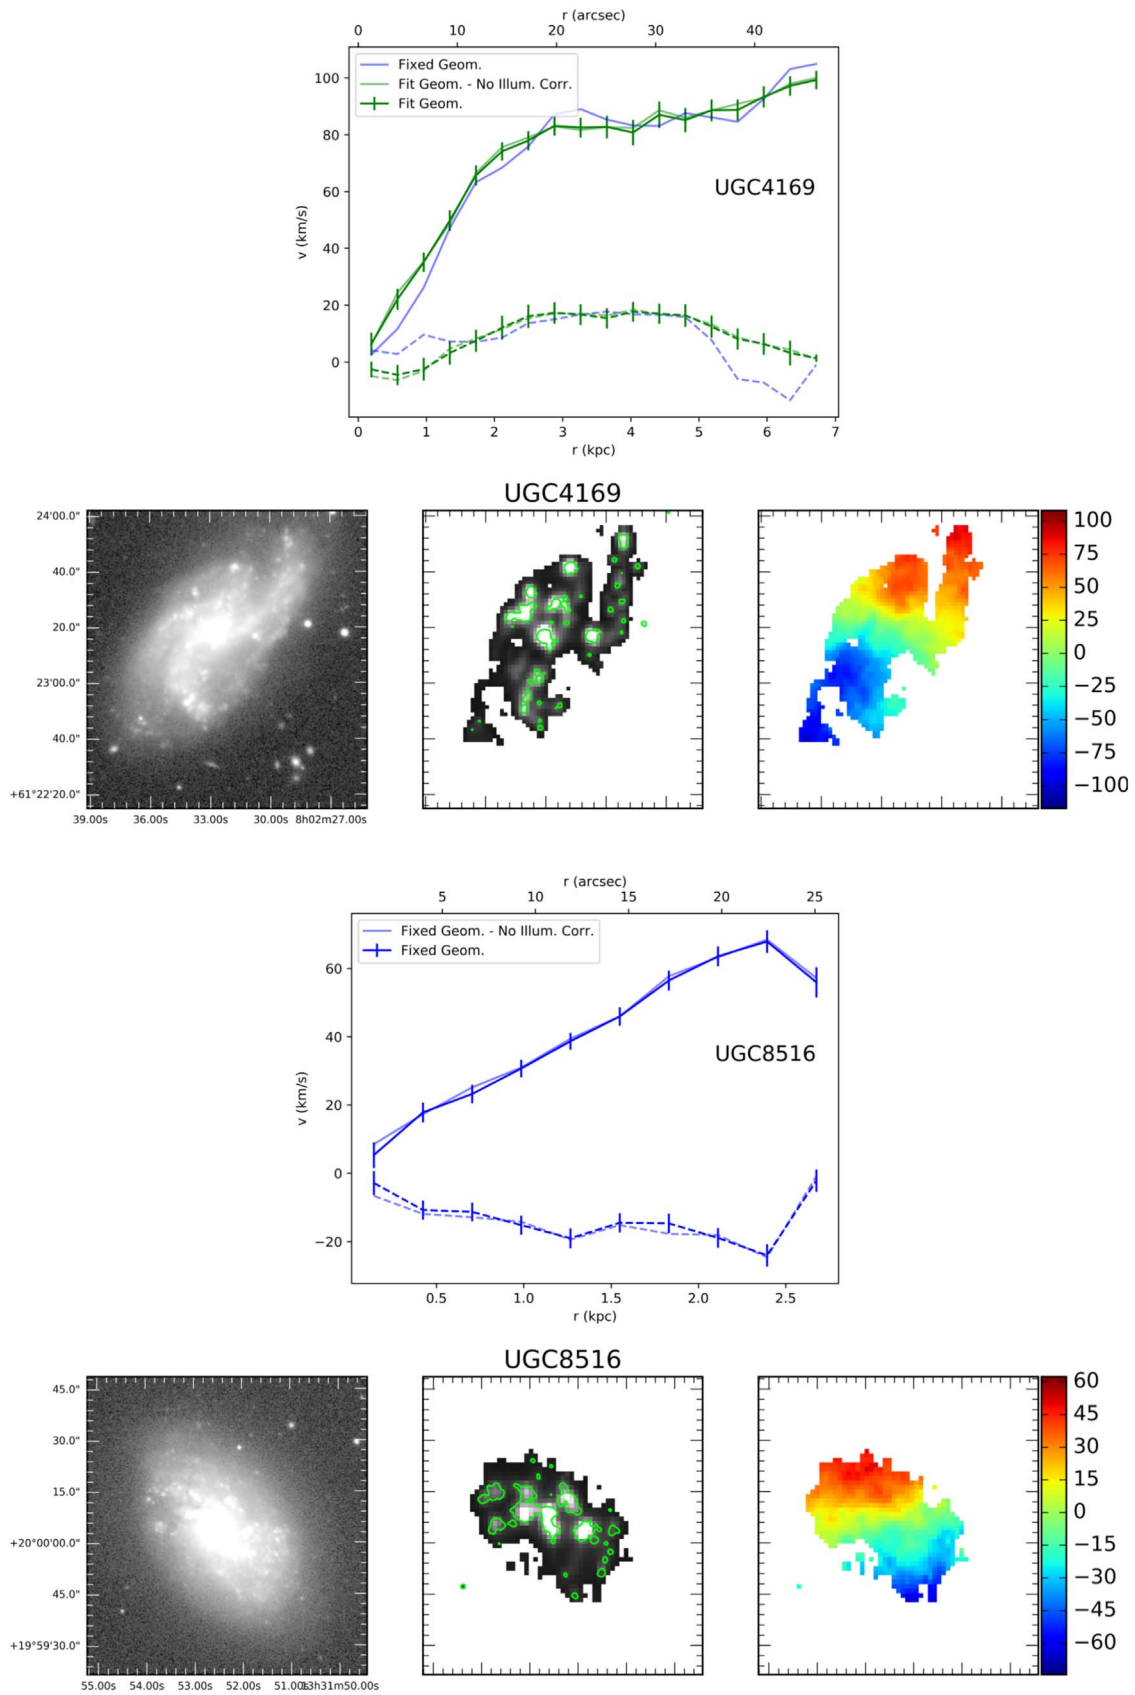 r (arcsec)
0 10 20 30 40
Fixed Geom.
Fit Geom. - No Illum. Corr.
Fit Geom.
100
80
60
40
20
0
v (km/s)
UGC4169
0 1 2 3 4 5 6 7
r (kpc)
UGC4169
24'00.0"
40.0"
20.0"
23'00.0"
40.0"
+61°22'20.0"
39.00s 36.00s 33.00s 30.00s 8h02m27.00s
100
75
50
25
0
−25
−50
−75
−100
r (arcsec)
5 10 15 20 25
Fixed Geom. - No Illum. Corr.
Fixed Geom.
60
40
20
0
−20
v (km/s)
UGC8516
0.5 1.0 1.5 2.0 2.5
r (kpc)
UGC8516
45.0"
30.0"
15.0"
+20°00'00.0"
45.0"
+19°59'30.0"
55.00s 54.00s 53.00s 52.00s 51.00s 13h31m50.00s
60
45
30
15
0
−15
−30
−45
−60